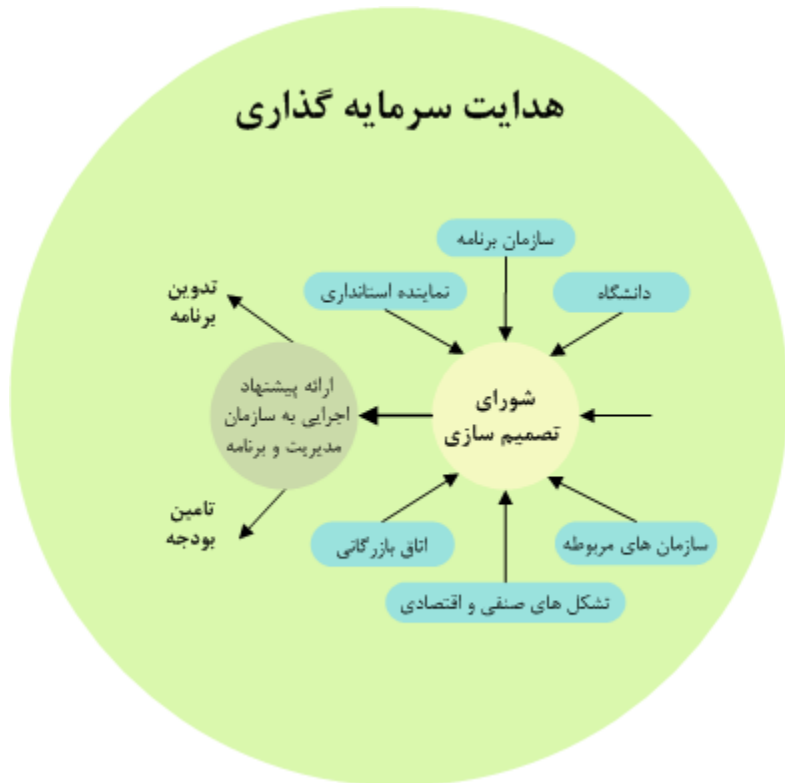 هدایت سرمایه گذاری
سازمان برنامه
دانشگاه
نماینده استانداری
تدوین
برنامه
شورای
تصمیم سازی
ارائه پیشنهاد
اجرایی به سازمان
مدیریت و برنامه
تامین
بودجه
سازمان های مربوطه
اتاق بازرگانی
تشکل های صنفی و اقتصادی